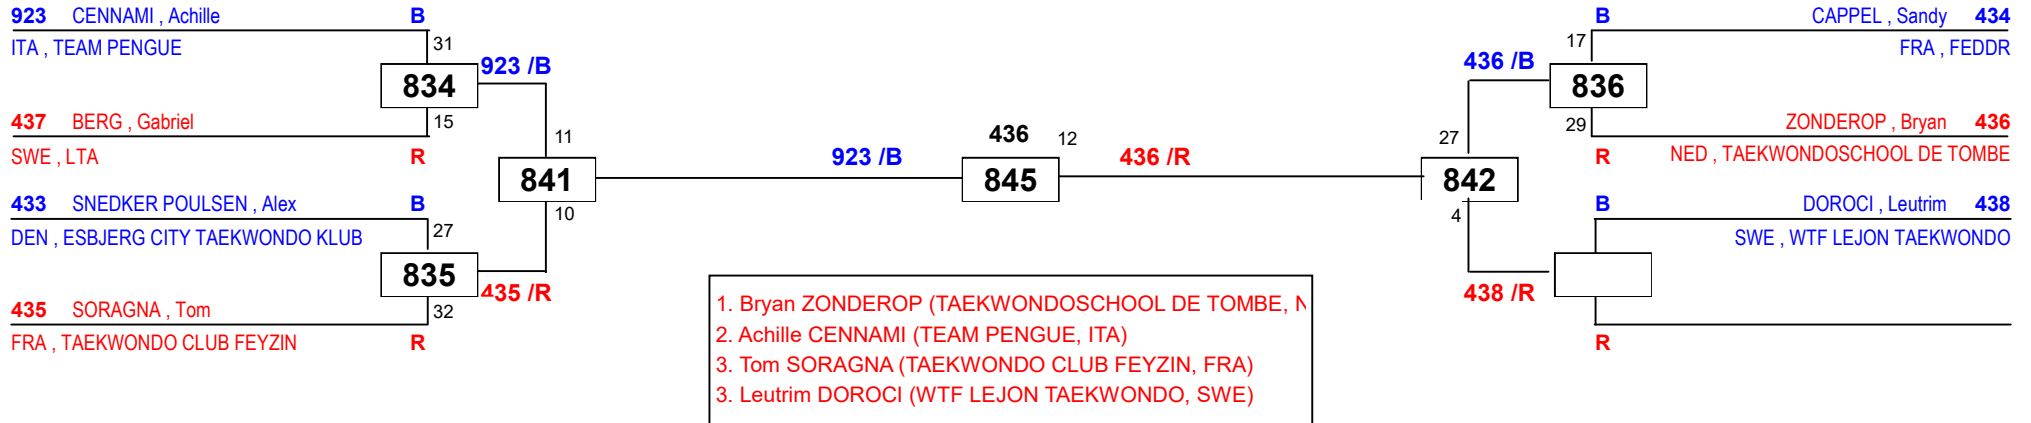 923 CENNAMI , Achille B
ITA , TEAM PENGUE
31
834
923 /B
15
437 BERG , Gabriel
SWE , LTA R
11
841
10
433 SNEDKER POULSEN , Alex B
DEN , ESBJERG CITY TAEKWONDO KLUB
27
835
435 /R
32
435 SORAGNA , Tom
FRA , TAEKWONDO CLUB FEYZIN R
923 /B
436 12
845
436 /R
B CAPPEL , Sandy 434
FRA , FEDDR
17
436 /B
836
29
ZONDEROP , Bryan 436
R NED , TAEKWONDOSCHOOL DE TOMBE
27
842
4
B DOROCI , Leutrim 438
SWE , WTF LEJON TAEKWONDO
438 /R
R
1. Bryan ZONDEROP (TAEKWONDOSCHOOL DE TOMBE,
2. Achille CENNAMI (TEAM PENGUE, ITA)
3. Tom SORAGNA (TAEKWONDO CLUB FEYZIN, FRA)
3. Leutrim DOROCI (WTF LEJON TAEKWONDO, SWE)